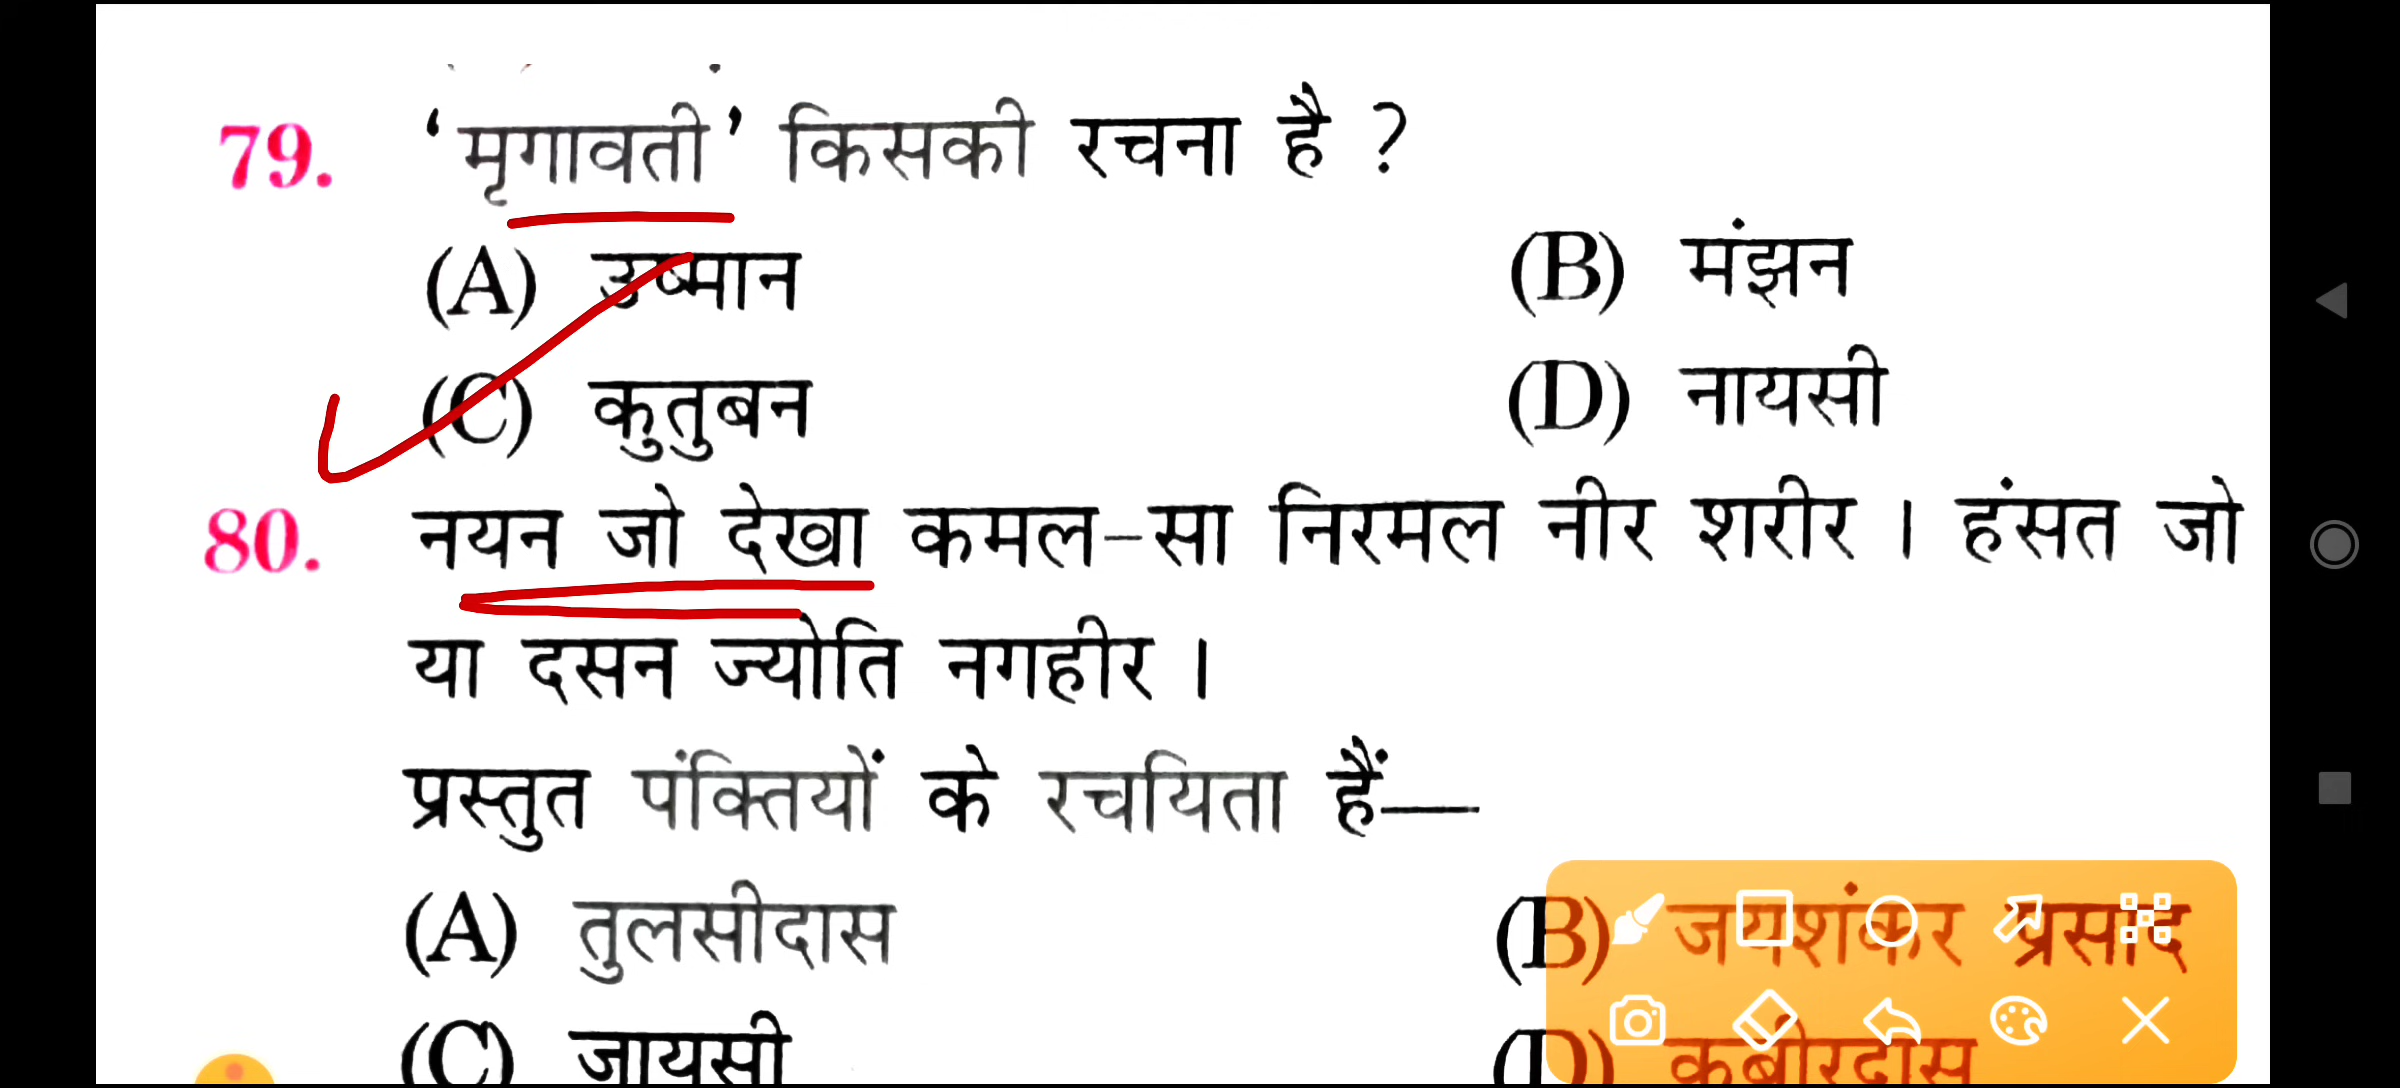 79. ‘मृगावती’ किसकी रचना है ?
(A) उष्मान (B) मंझन
(C) कुतुबन (D) नायसी
80. नयन जो देखा कमल-सा निरमल नीर शरीर । हंसत जो
या दसन ज्योति नगहीर ।
प्रस्तुत पंक्तियों के रचयिता हैं—
(A) तुलसीदास (B) जयशंकर प्रसाद
(C) जायसी (D) कबीरदास